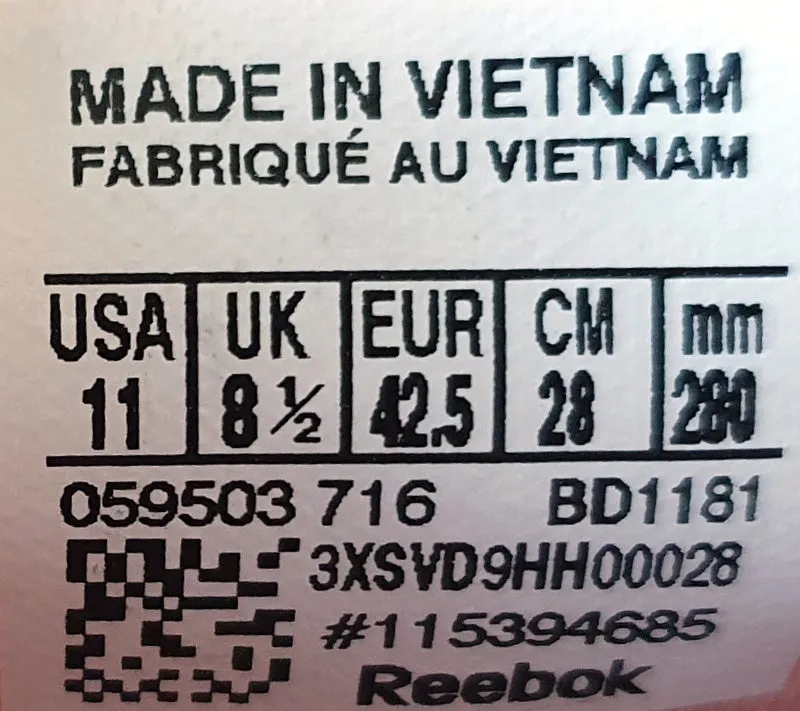 MADE IN VIETNAM
FABRIQUÉ AU VIETNAM
USA UK EUR CM mm
11 8 ½ 42.5 28 280
059503 716 BD1181
3XSVD9HH00028
#115394685
Reebok